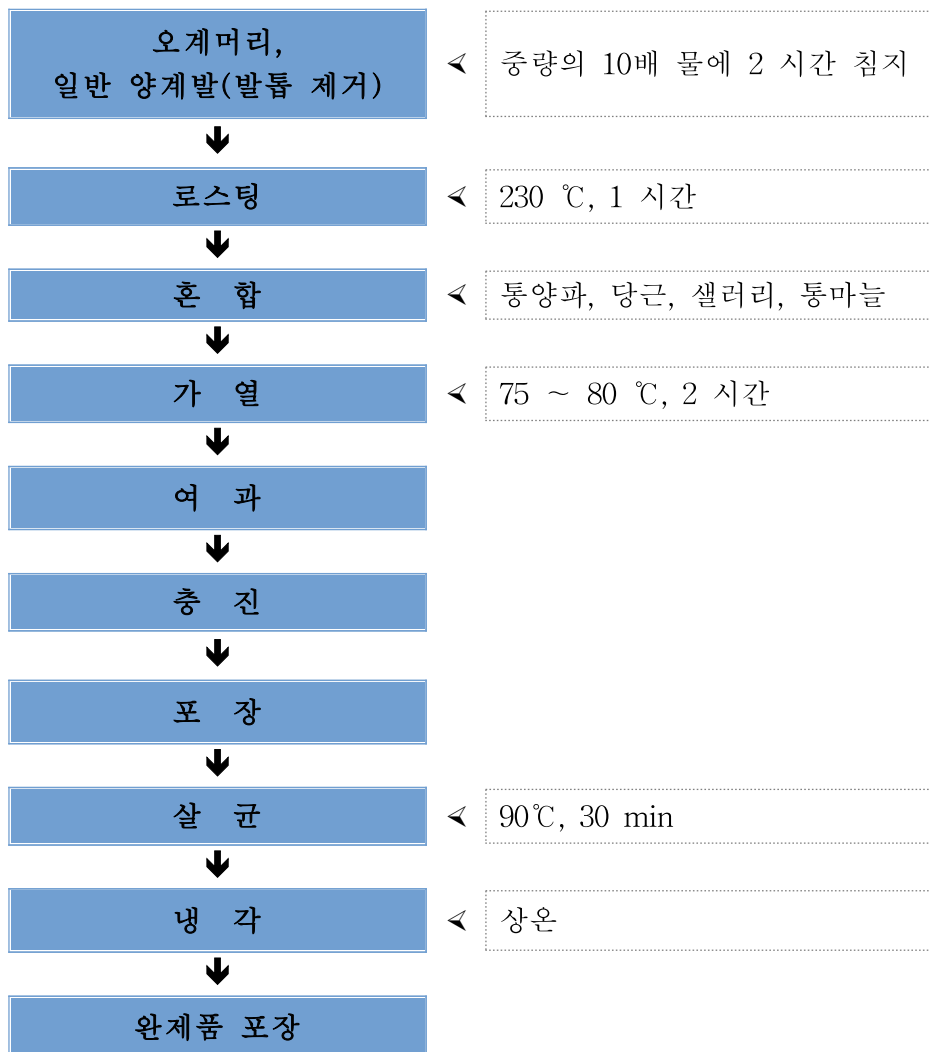 오계머리,
일반 양계발(발톱 제거)
중량의 10배 물에 2 시간 침지
로스팅
230 ℃, 1 시간
혼 합
통양파, 당근, 샐러리, 통마늘
가 열
75 ~ 80 ℃, 2 시간
여 과
충 진
포 장
살 균
90℃, 30 min
냉 각
상온
완제품 포장